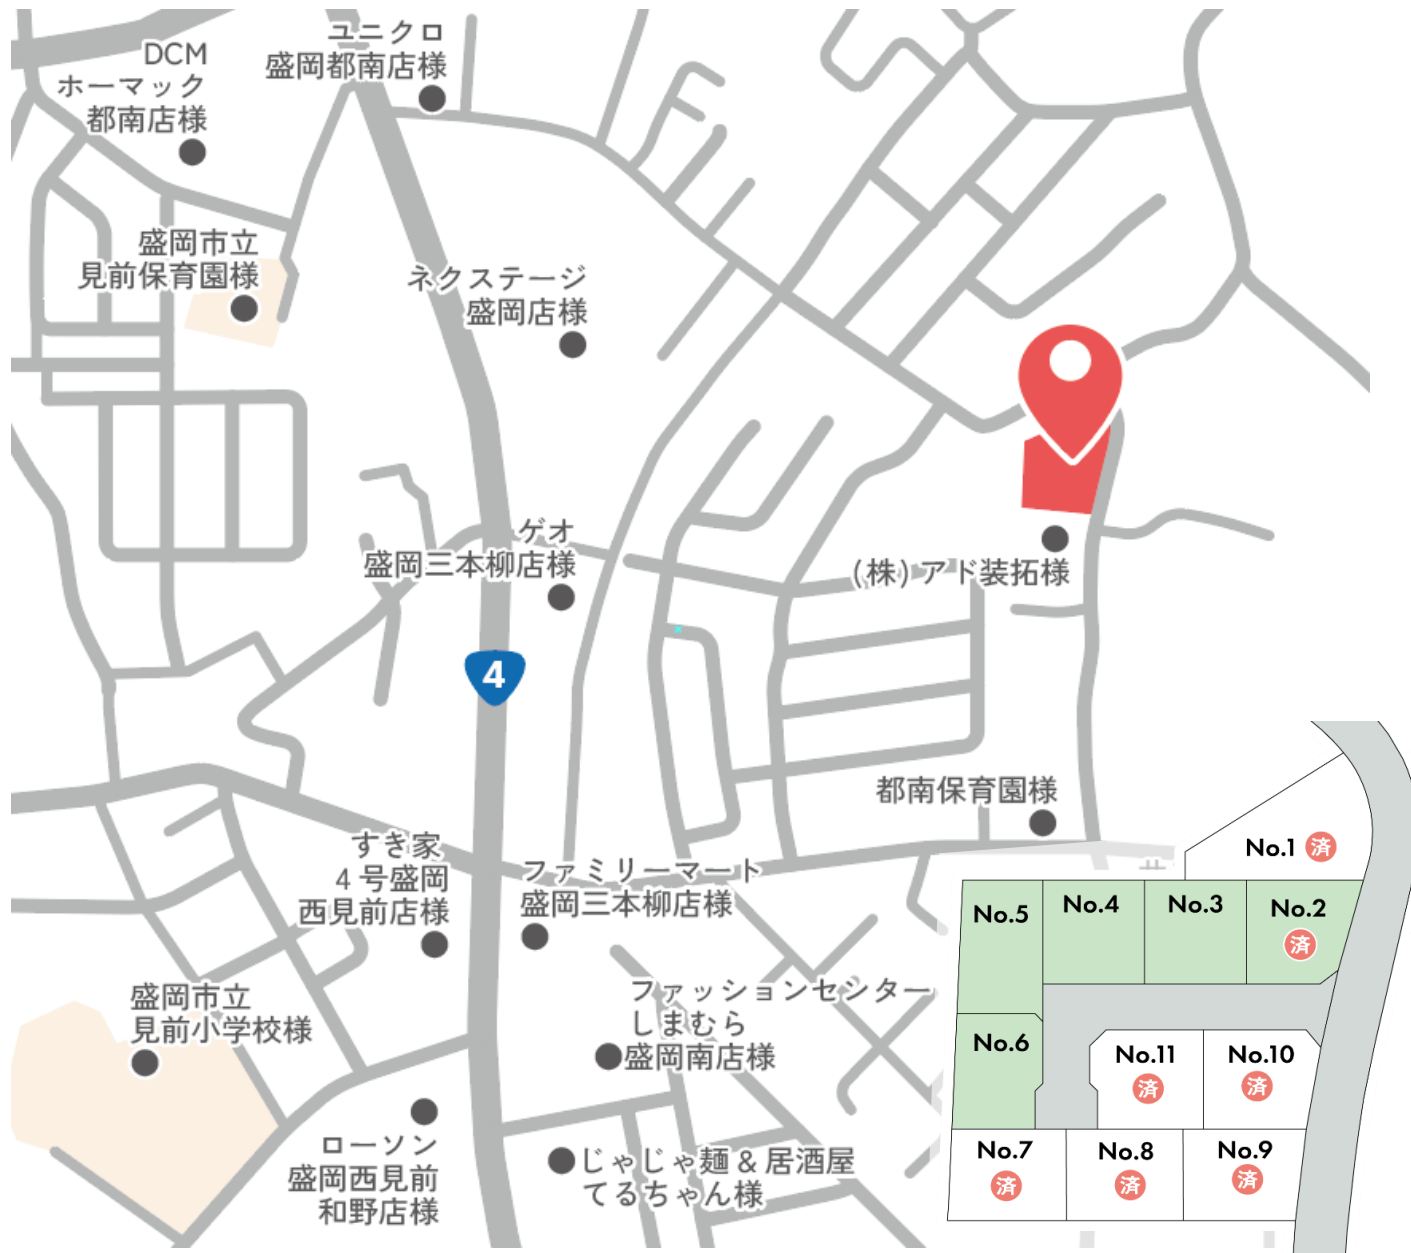 ユニクロ
盛岡都南店様
DCM
ホーマック
都南店様
盛岡市立
見前保育園様
ネクステージ
盛岡店様
ゲオ
盛岡三本柳店様
(株)アド装拓様
4
都南保育園様
すき家
4号盛岡
西見前店様
ファミリーマート
盛岡三本柳店様
盛岡市立
見前小学校様
ファッションセンター
しまむら
盛岡南店様
ローソン
盛岡西見前
和野店様
じゃじゃ麺&居酒屋
てるちゃん様
No.1 済
No.5
No.4
No.3
No.2
済
No.6
No.11
済
No.10
済
No.7
済
No.8
済
No.9
済